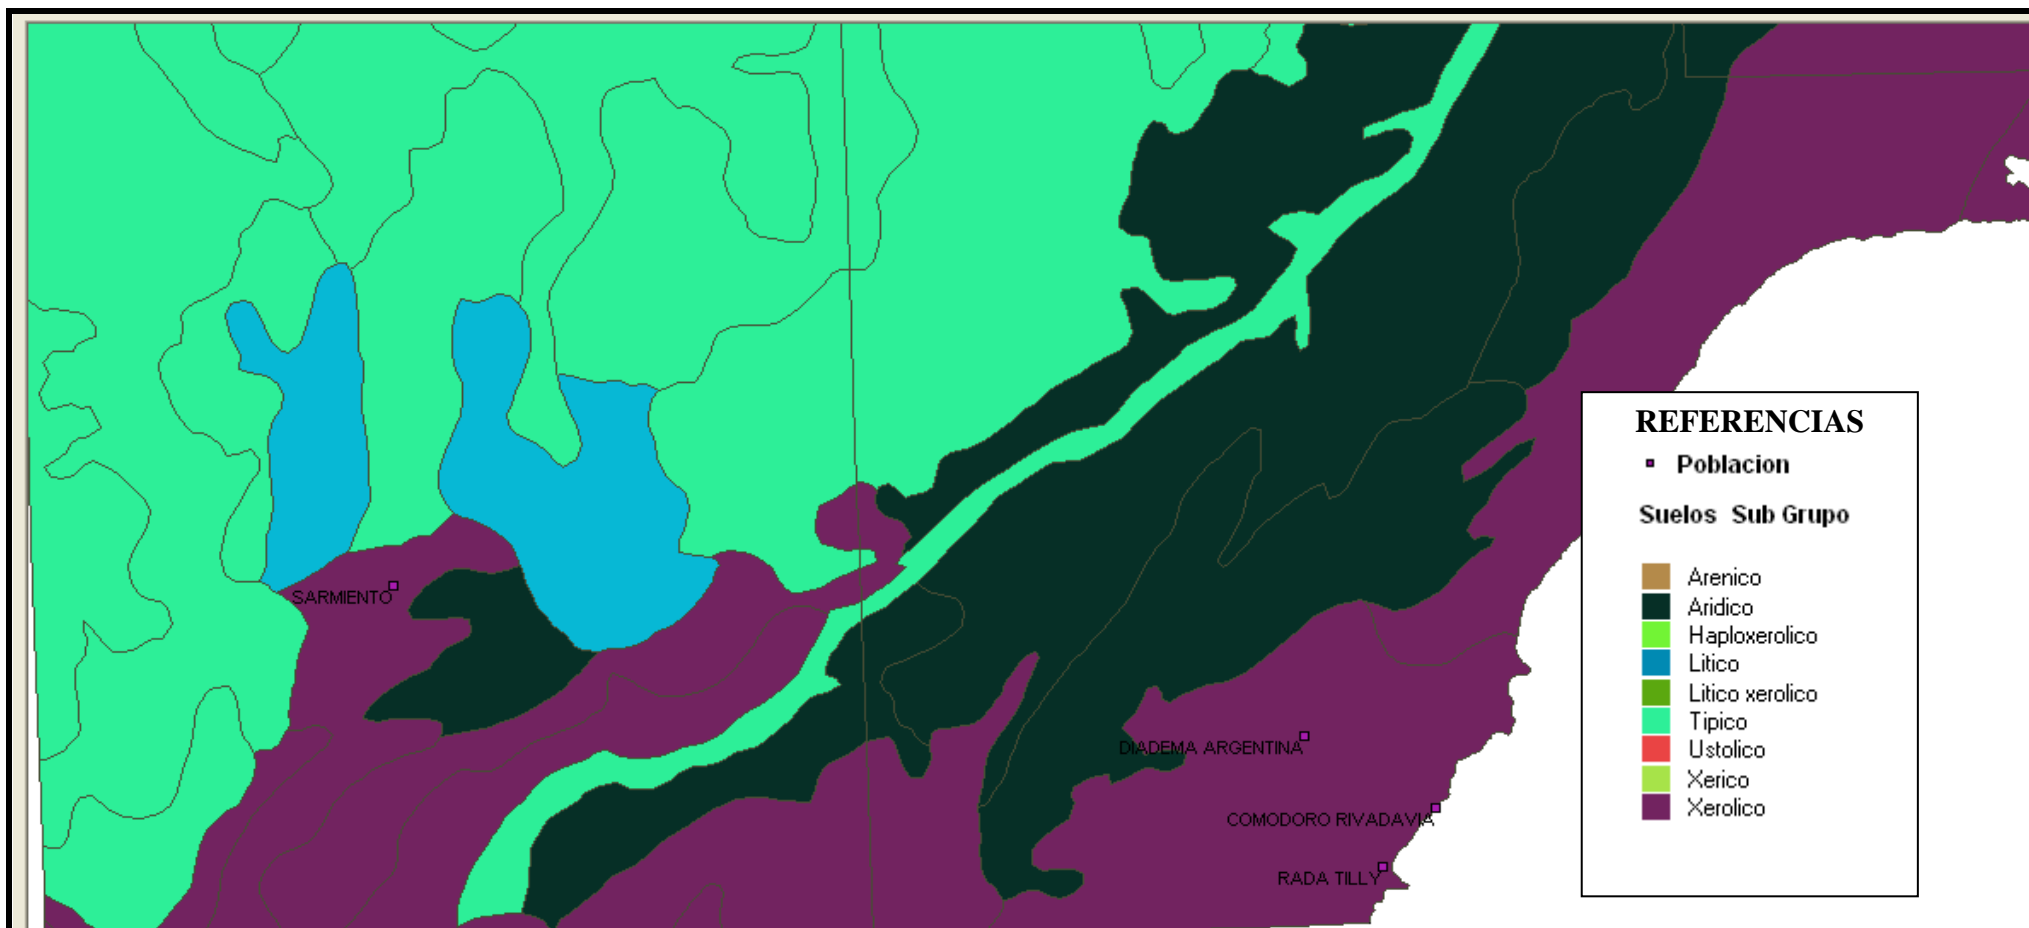 REFERENCIAS
Poblacion
Suelos Sub Grupo
Arenico
Aridico
Haploxerolico
Litico
Litico xerolico
Tipico
Ustolico
Xerico
Xerolico
SARMIENTO
DIADEMA ARGENTINA
COMODORO RIVADAVIA
RADA TILLY